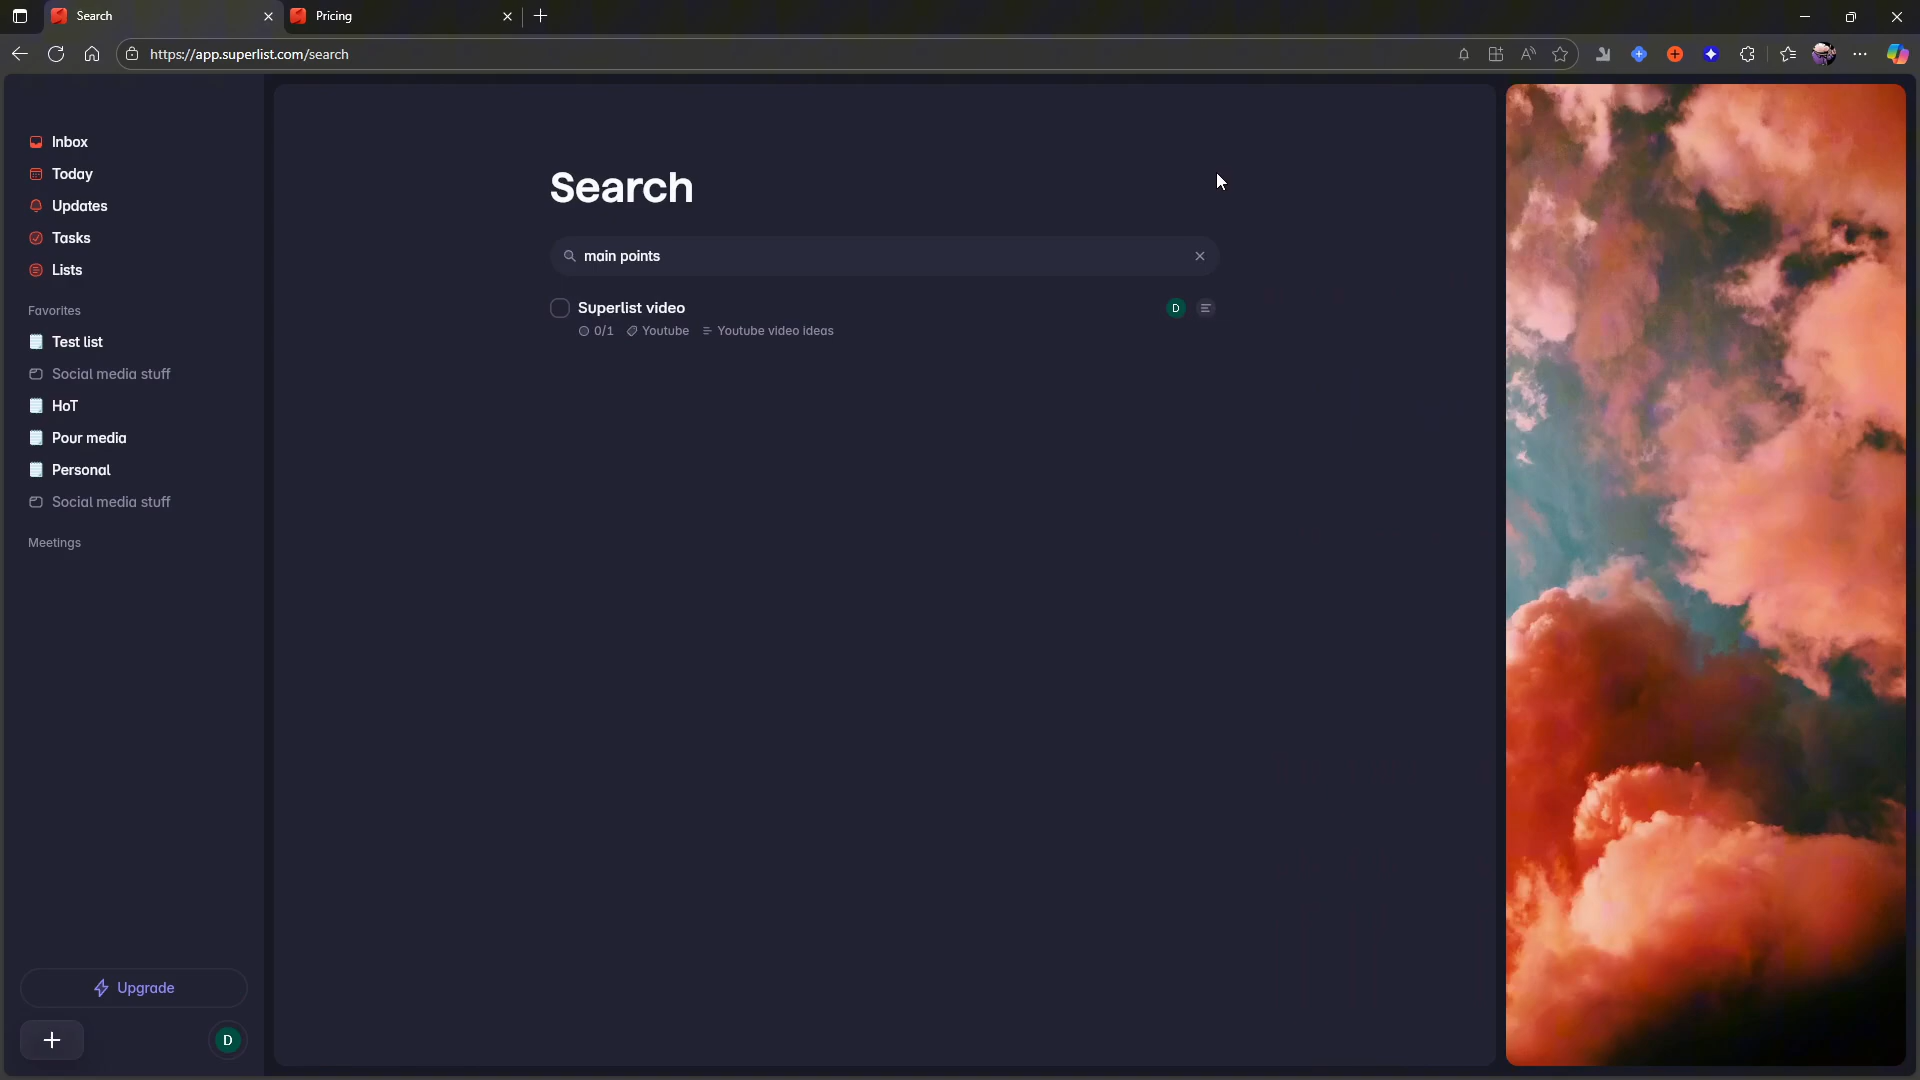 Search
Pricing
https://app.superlist.com/search
Inbox
Today
Updates
Tasks
Lists
Favorites
Test list
Social media stuff
HoT
Pour media
Personal
Social media stuff
Meetings
Upgrade
D
Search
main points
Superlist video
D
0/1 Youtube Youtube video ideas